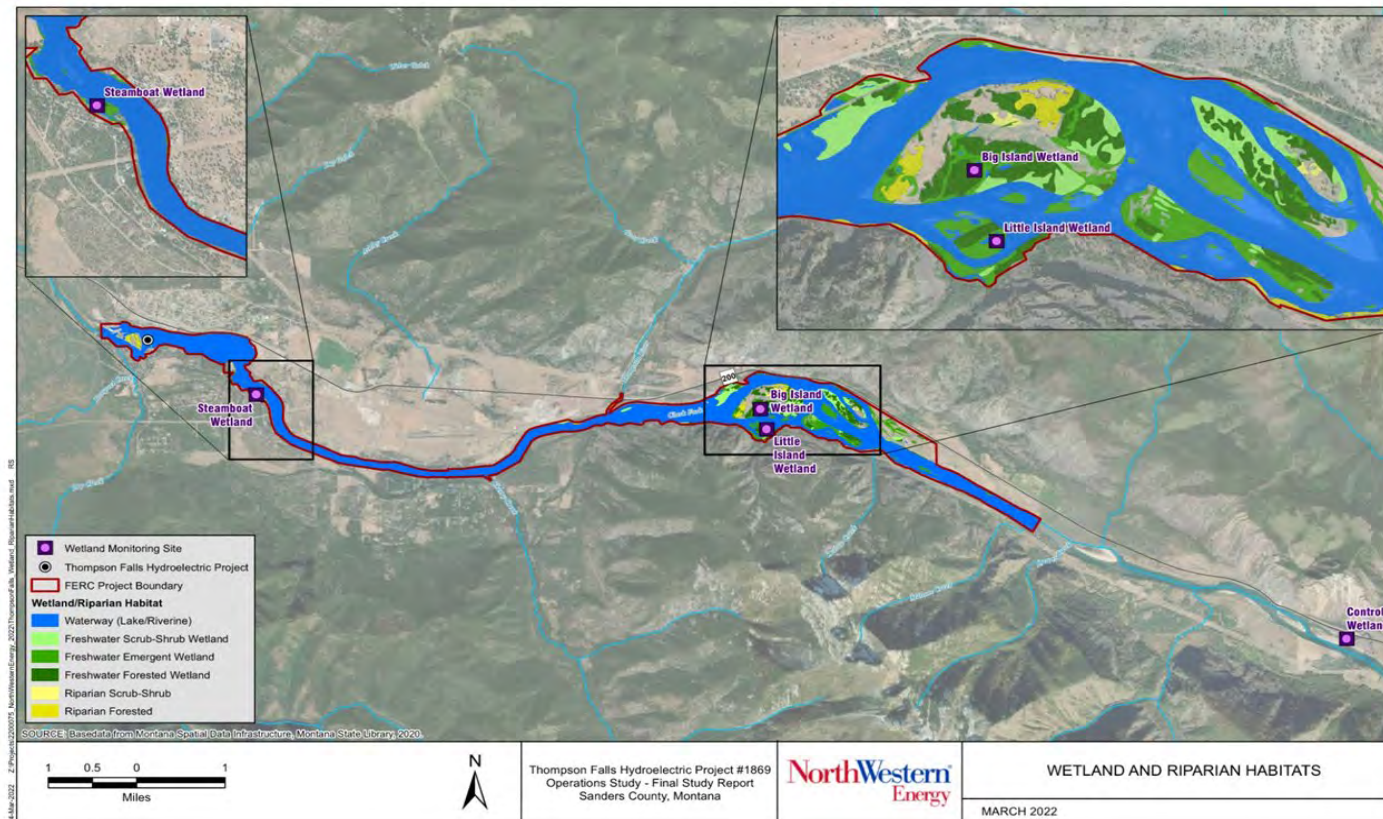 Steamboat Wetland
Big Island Wetland
Little Island Wetland
Steamboat
Wetland
200
Clark Fork
Big Island
Wetland
Little
Island
Wetland
Control
Wetland
Wetland Monitoring Site
Thompson Falls Hydroelectric Project
FERC Project Boundary
Wetland/Riparian Habitat
Waterway (Lake/Riverine)
Freshwater Scrub-Shrub Wetland
Freshwater Emergent Wetland
Freshwater Forested Wetland
Riparian Scrub-Shrub
Riparian Forested
SOURCE: Basedata from Montana Spatial Data Infrastructure, Montana State Library, 2020.
1 0.5 0 1
Miles
N
Thompson Falls Hydroelectric Project #1869
Operations Study - Final Study Report
Sanders County, Montana
NorthWestern
Energy
WETLAND AND RIPARIAN HABITATS
MARCH 2022